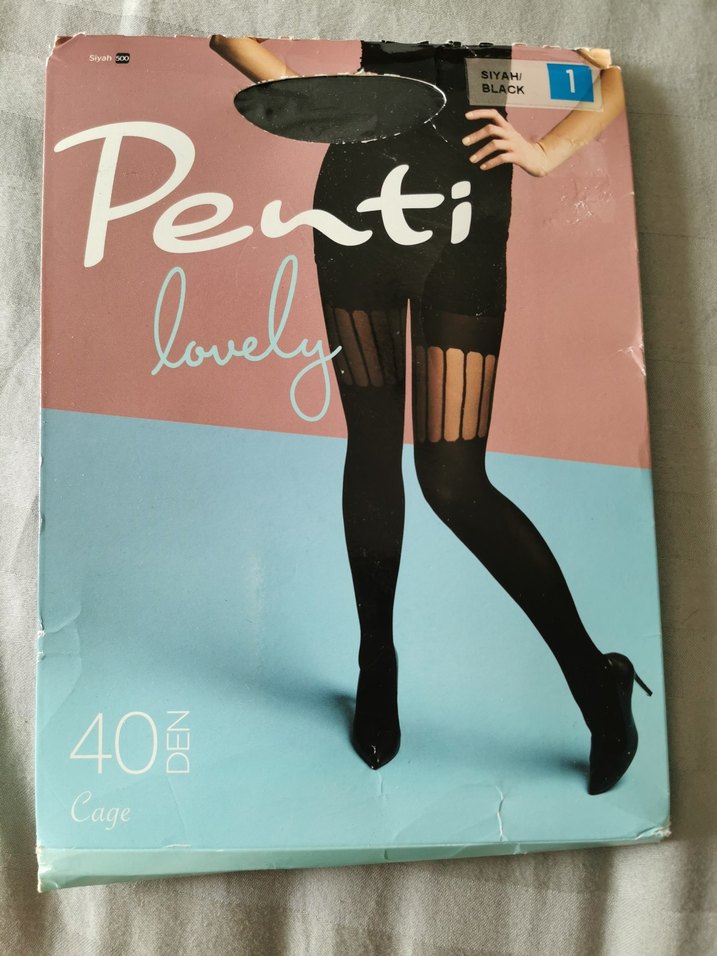 Siyah 500
SIYAH/
BLACK
1
Penti
lovely
40 DEN
Cage